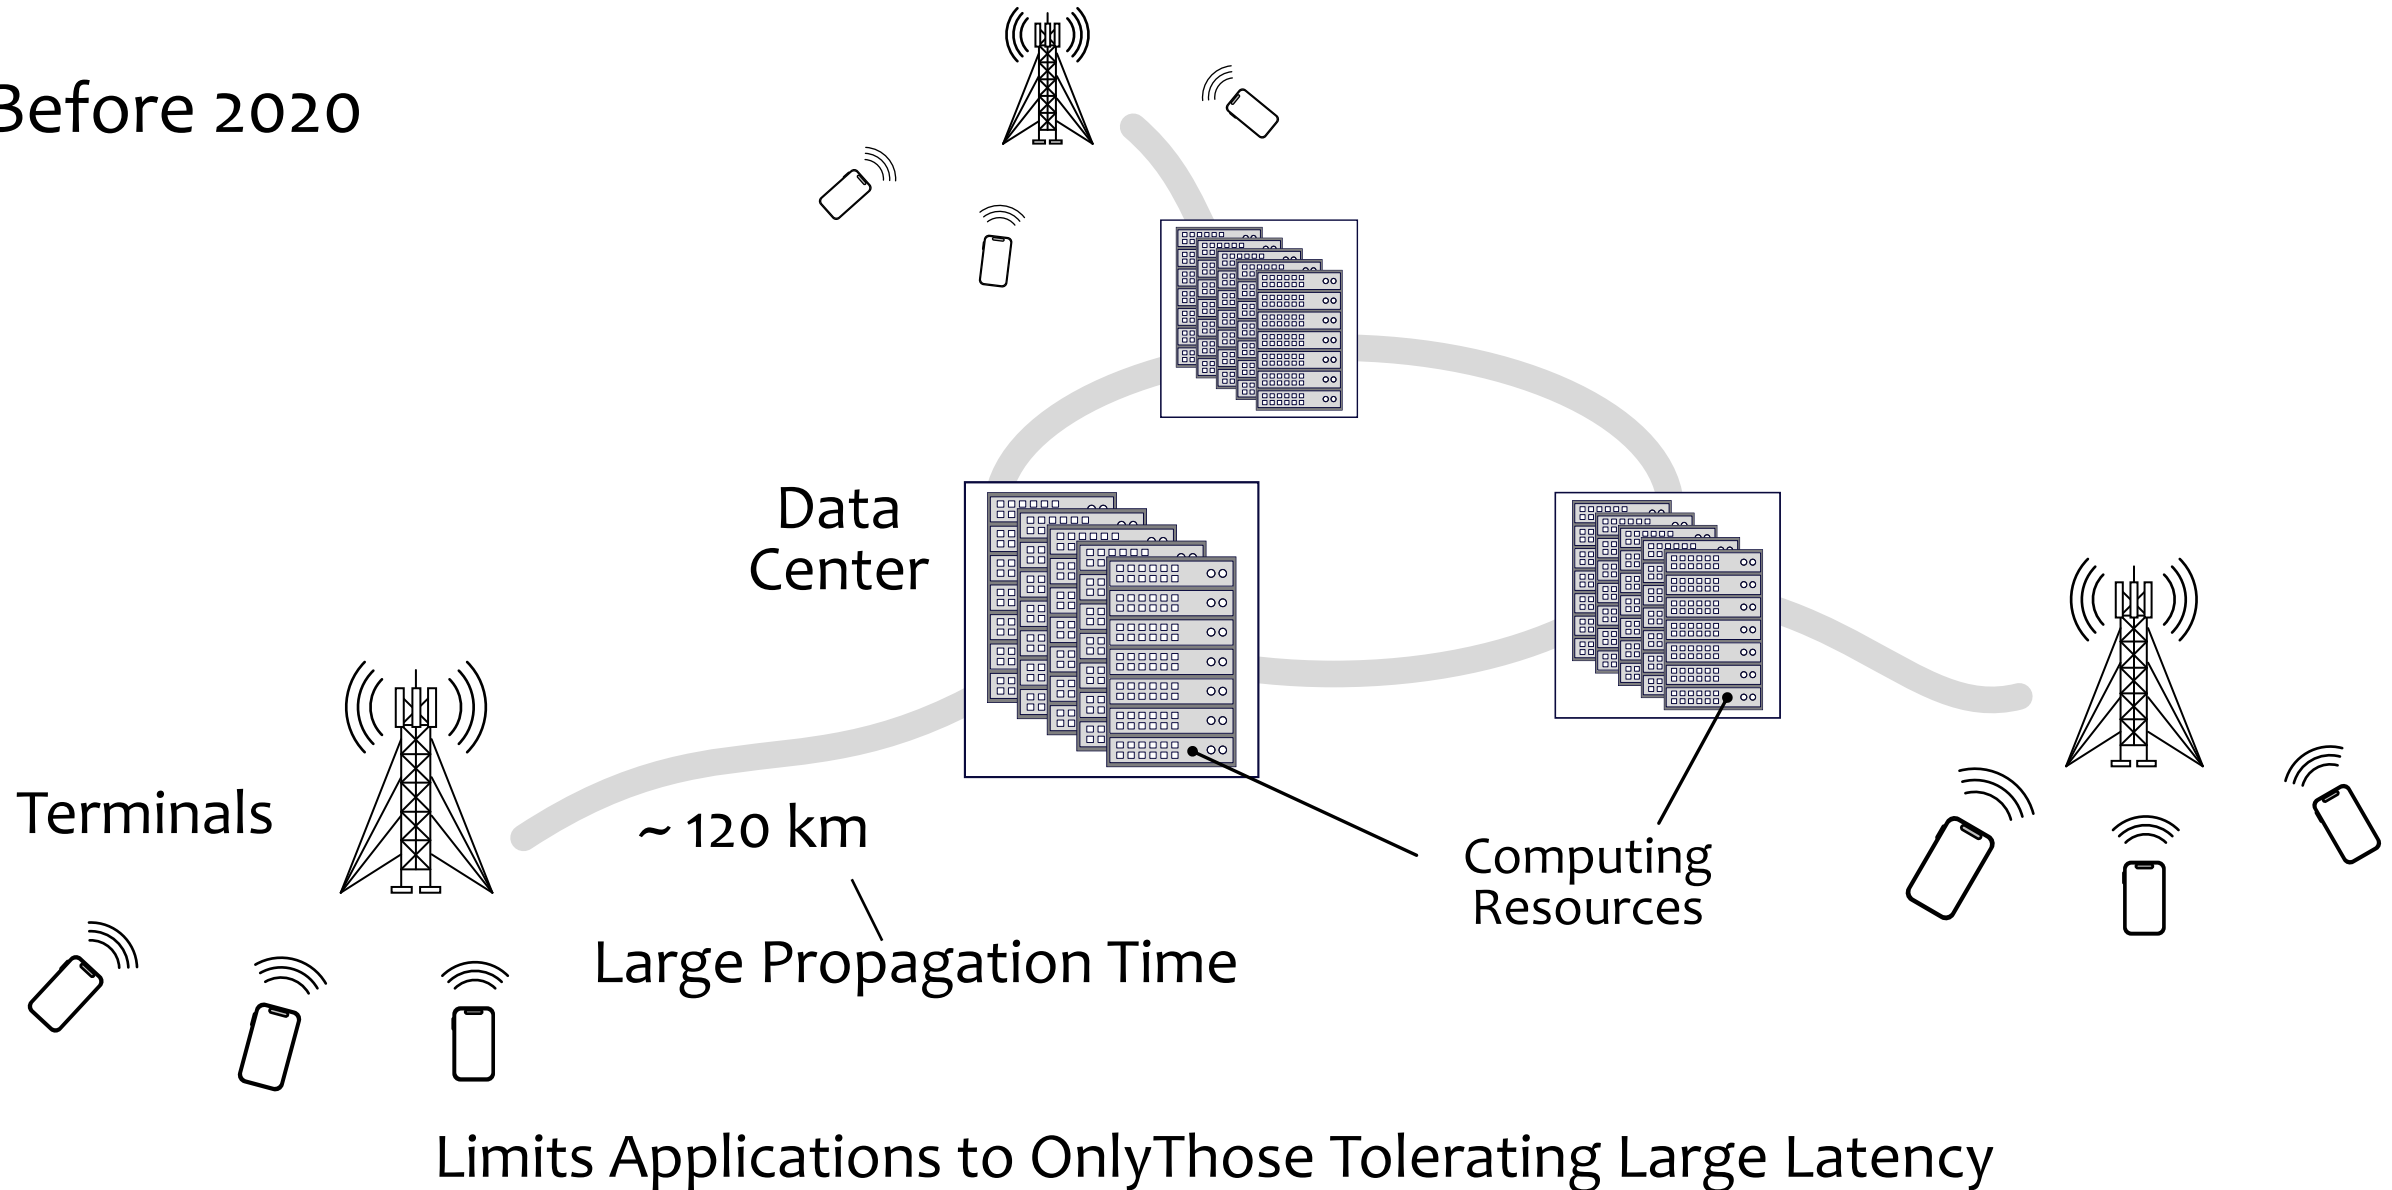 Before 2020
Data
Center
Terminals
~ 120 km
Computing
Resources
Large Propagation Time
Limits Applications to OnlyThose Tolerating Large Latency